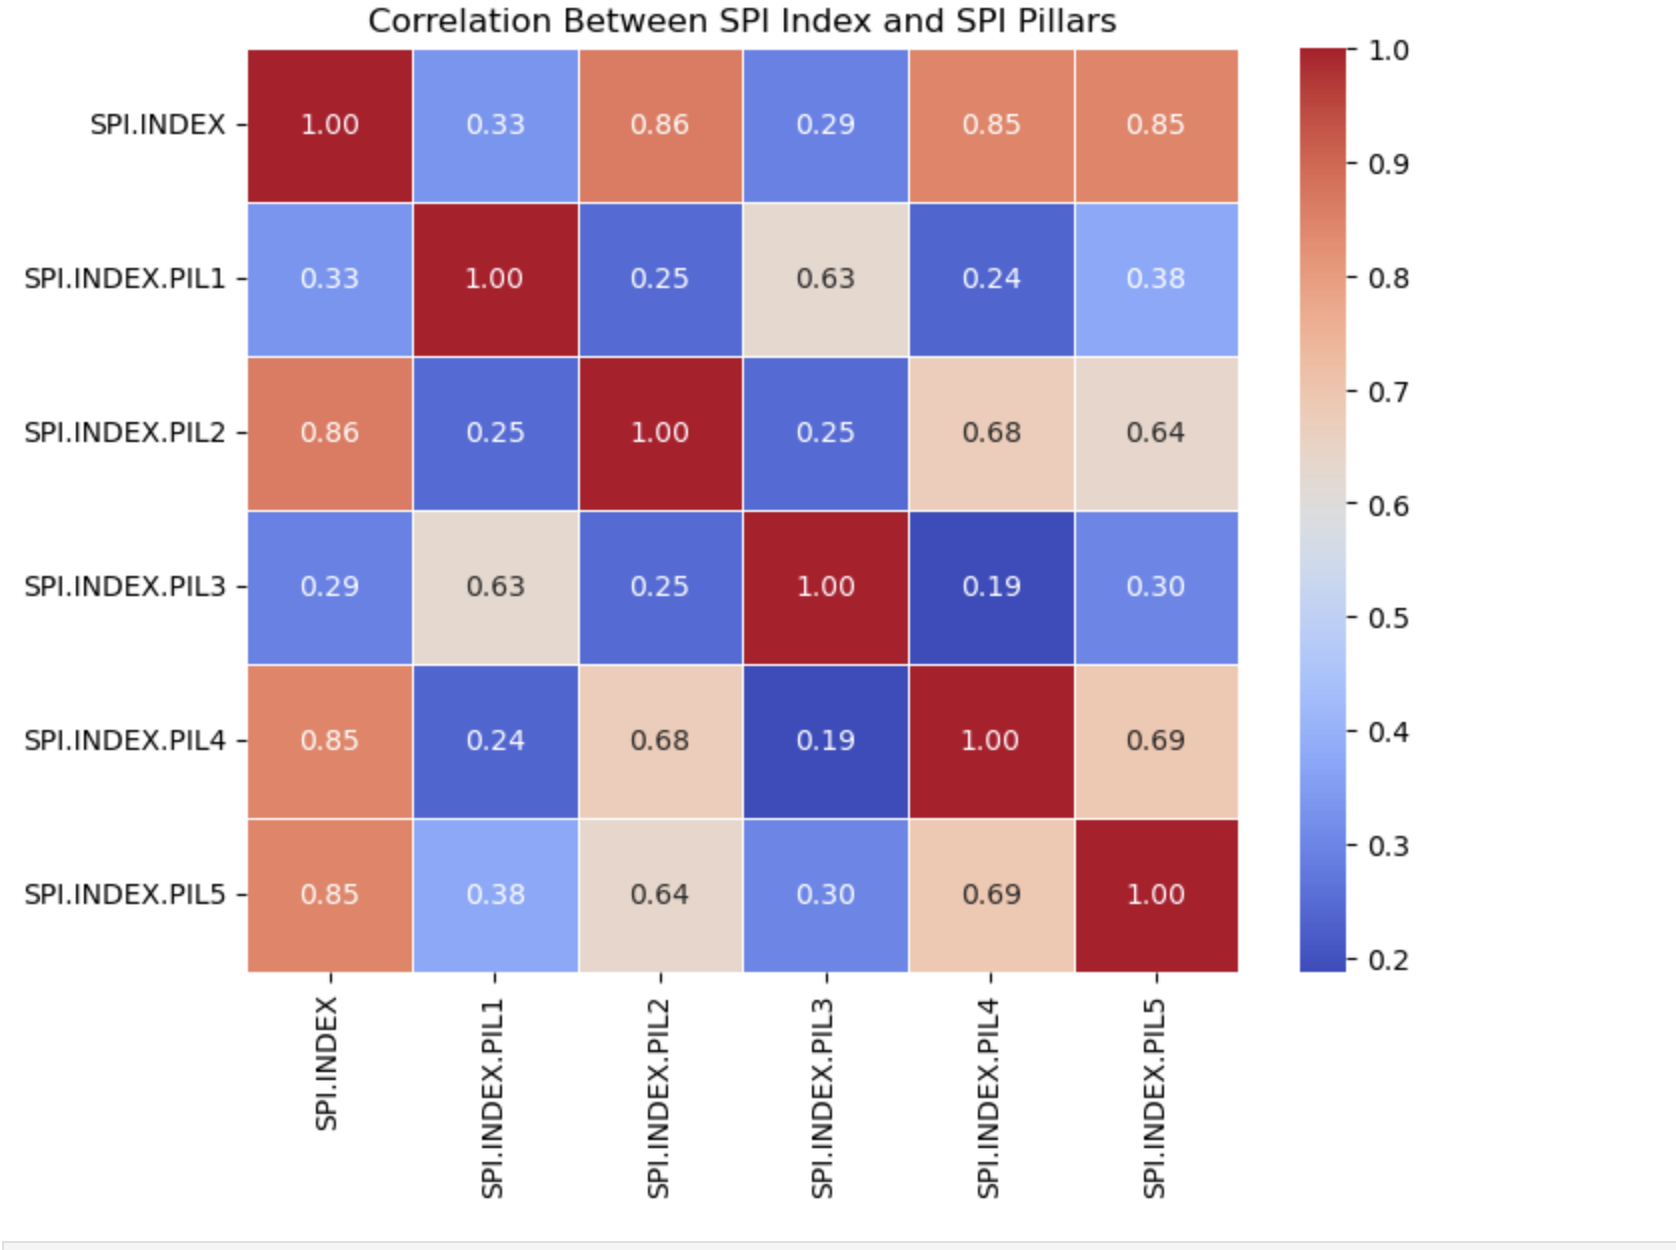 Correlation Between SPI Index and SPI Pillars
SPI.INDEX 1.00 0.33 0.86 0.29 0.85 0.85
SPI.INDEX.PIL1 0.33 1.00 0.25 0.63 0.24 0.38
SPI.INDEX.PIL2 0.86 0.25 1.00 0.25 0.68 0.64
SPI.INDEX.PIL3 0.29 0.63 0.25 1.00 0.19 0.30
SPI.INDEX.PIL4 0.85 0.24 0.68 0.19 1.00 0.69
SPI.INDEX.PIL5 0.85 0.38 0.64 0.30 0.69 1.00
SPI.INDEX
SPI.INDEX.PIL1
SPI.INDEX.PIL2
SPI.INDEX.PIL3
SPI.INDEX.PIL4
SPI.INDEX.PIL5
1.0
0.9
0.8
0.7
0.6
0.5
0.4
0.3
0.2